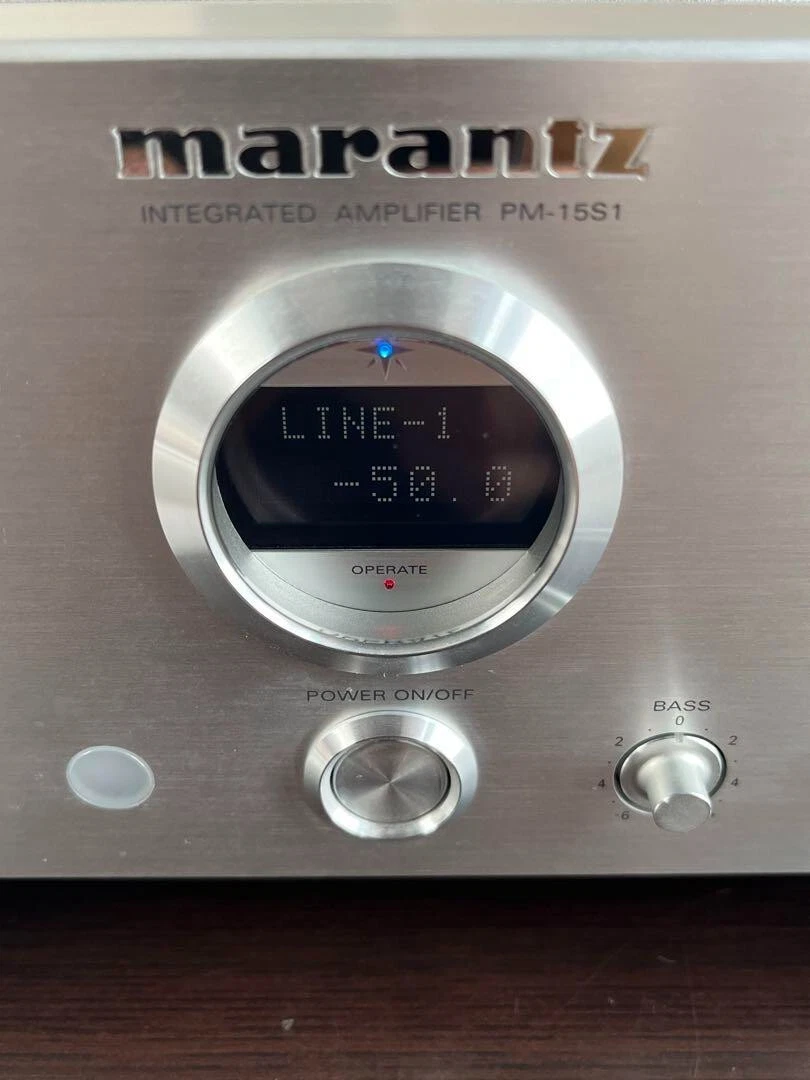 marantz
INTEGRATED AMPLIFIER PM-15S1
LINE-1
-50.0
OPERATE
POWER ON/OFF
BASS
0
2 2
4 4
6